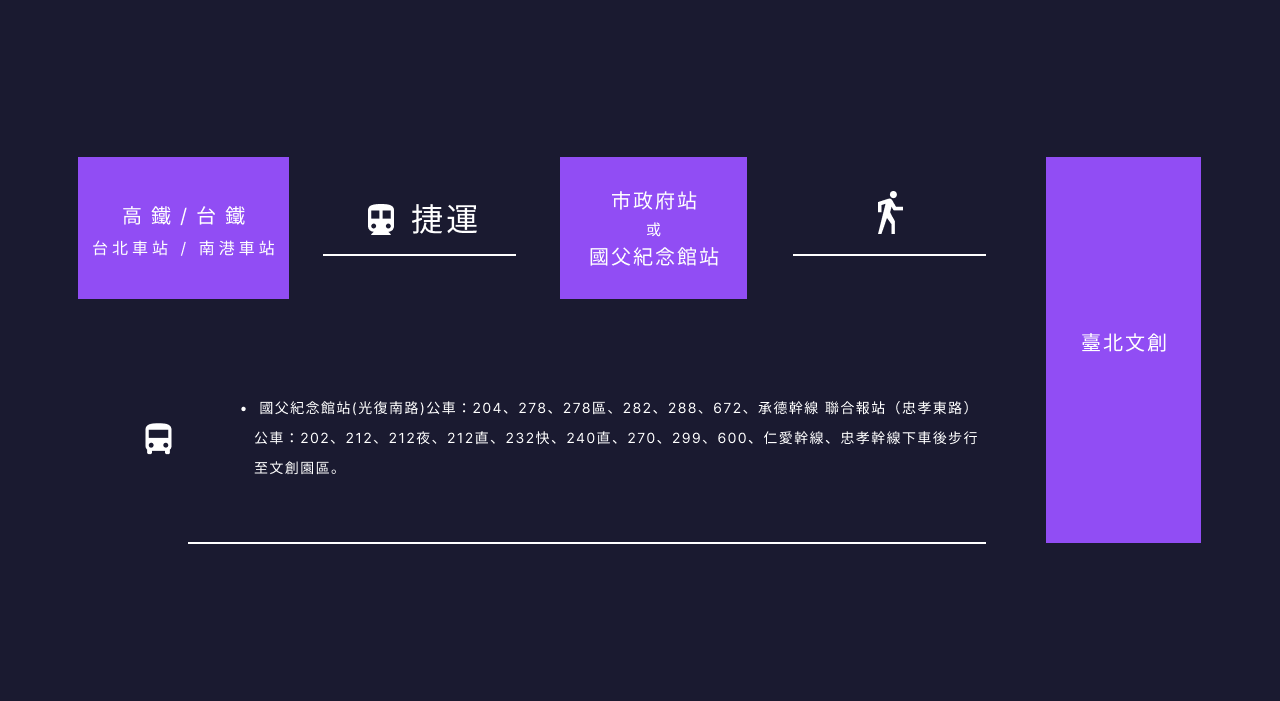 高鐵/台鐵
台北車站 / 南港車站
捷運
市政府站
或
國父紀念館站
臺北文創
• 國父紀念館站(光復南路)公車：204、278、278區、282、288、672、承德幹線 聯合報站（忠孝東路）
公車：202、212、212夜、212直、232快、240直、270、299、600、仁愛幹線、忠孝幹線下車後步行
至文創園區。